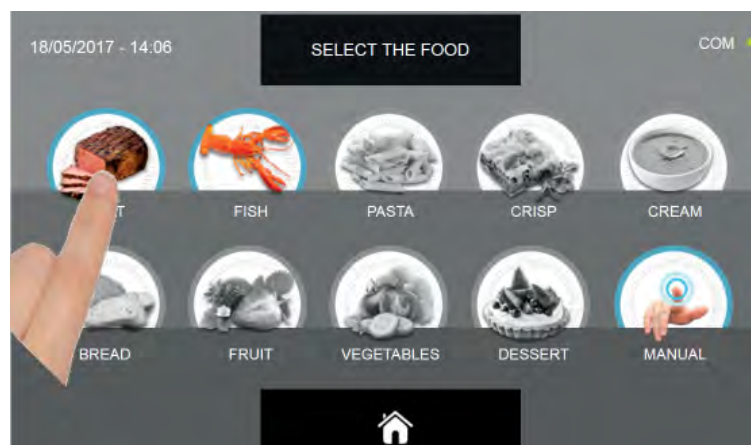 18/05/2017 - 14:06
SELECT THE FOOD
COM
FISH
PASTA
CRISP
CREAM
BREAD
FRUIT
VEGETABLES
DESSERT
MANUAL